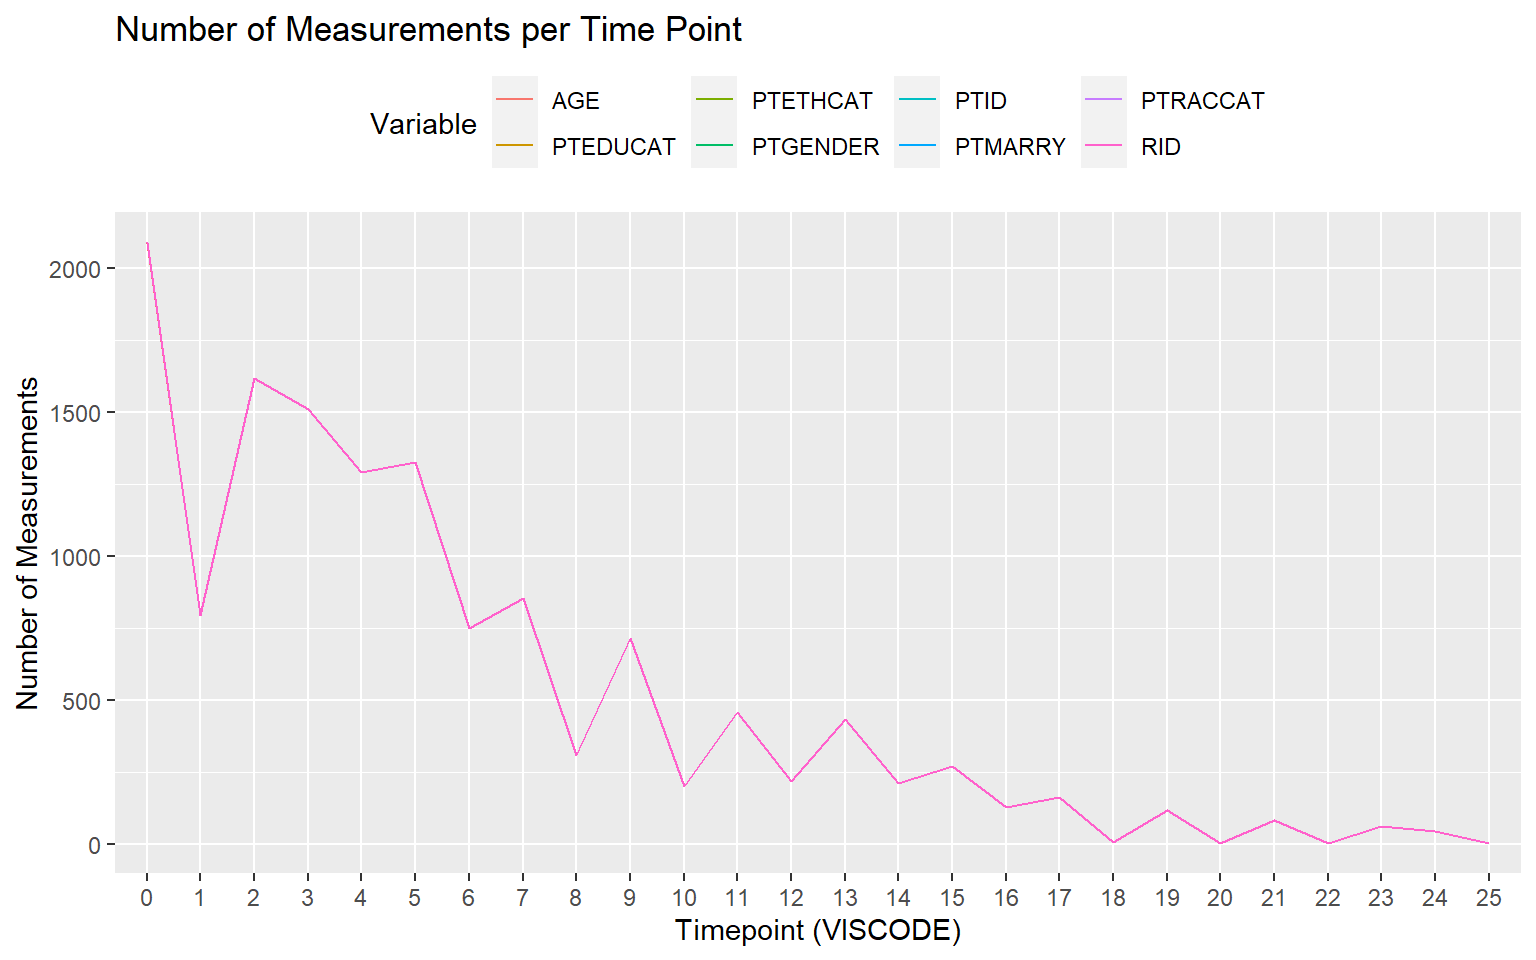 Number of Measurements per Time Point
Variable
AGE PTETHCAT PTID PTRACCAT
PTEDUCAT PTGENDER PTMARRY RID
Number of Measurements
2000
1500
1000
500
0
0 1 2 3 4 5 6 7 8 9 10 11 12 13 14 15 16 17 18 19 20 21 22 23 24 25
Timepoint (VISCODE)